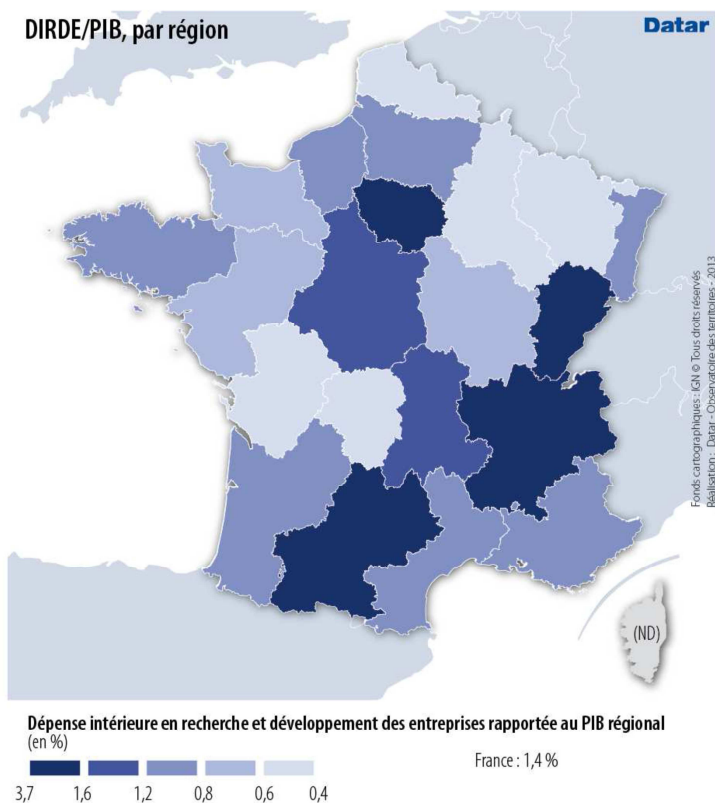 DIRDE/PIB, par région
Datar
Fonds cartographiques : IGN © Tous droits réservés
Réalisation : Datar - Observatoire des territoires - 2013
(ND)
Dépense intérieure en recherche et développement des entreprises rapportée au PIB régional
(en %)
France : 1,4 %
3,7 1,6 1,2 0,8 0,6 0,4